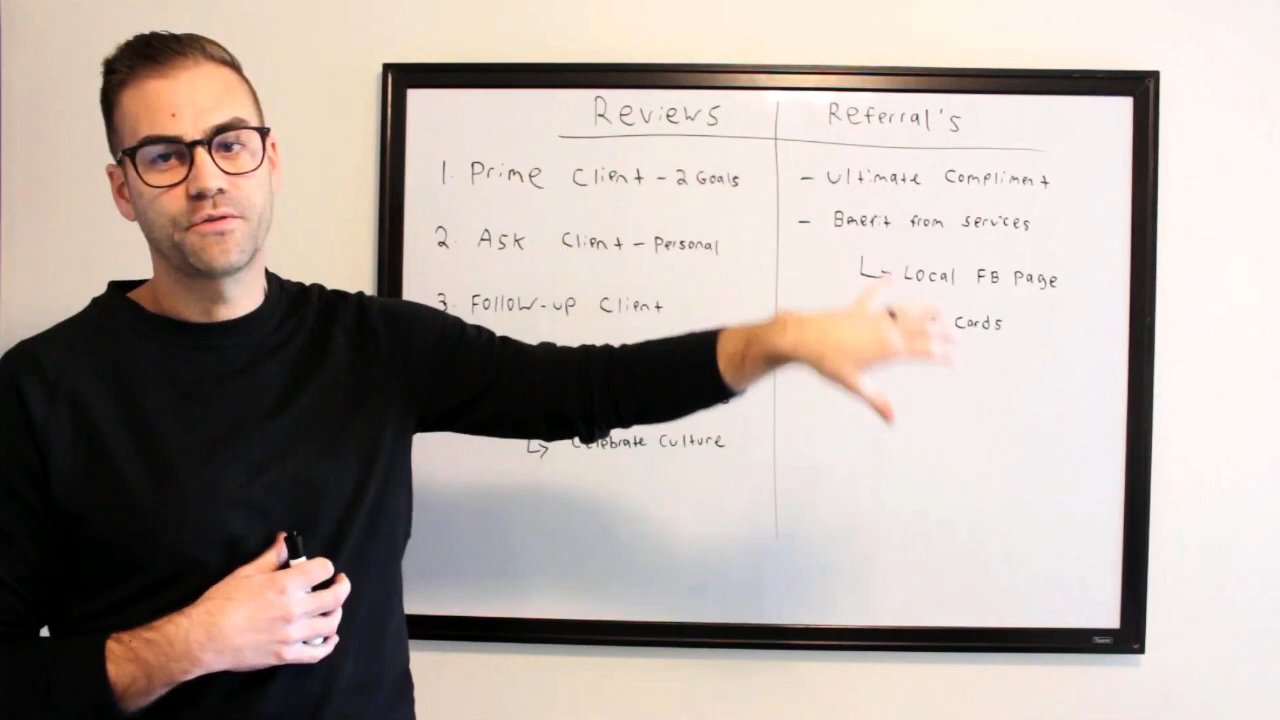 Reviews
1. Prime Client - 2 Goals
2. Ask Client - Personal
3. Follow-up Client
↳ Celebrate Culture
Referral's
- Ultimate Compliment
- Benefit from services
↳ Local FB Page
Cards